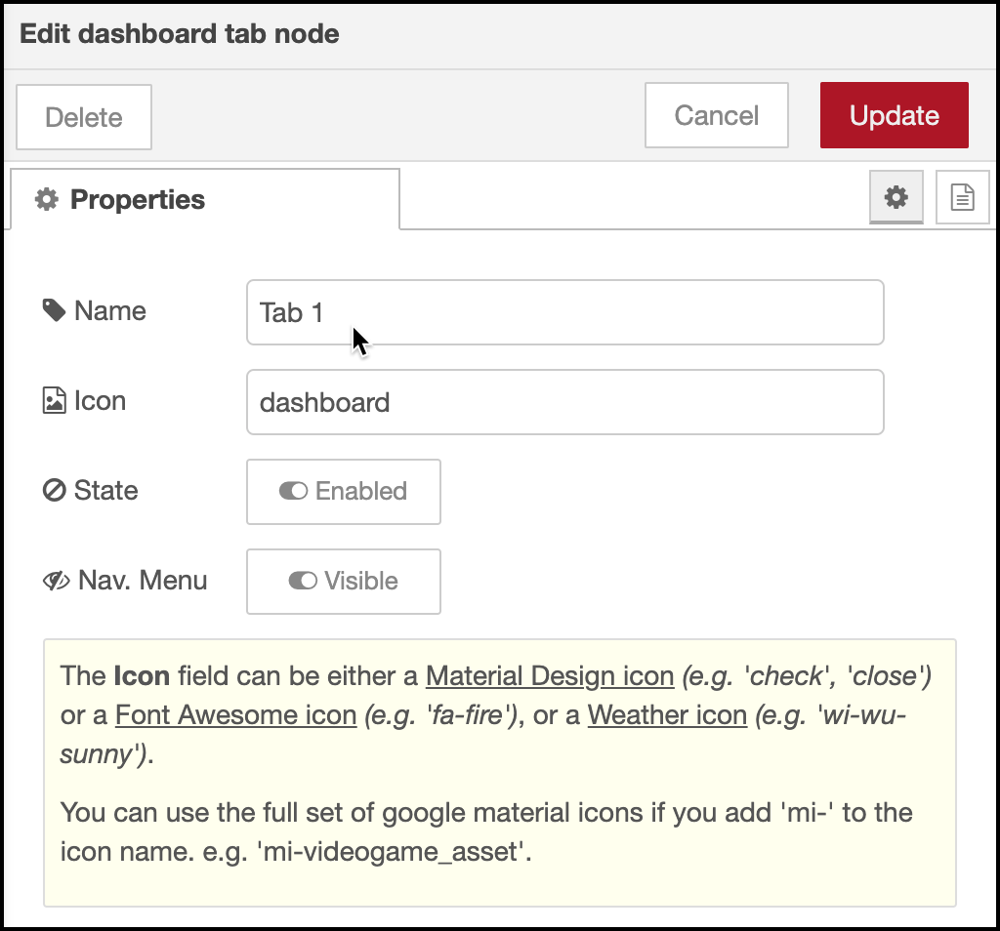 Edit dashboard tab node
Delete
Cancel
Update
Properties
Name
Tab 1
Icon
dashboard
State
Enabled
Nav. Menu
Visible
The Icon field can be either a Material Design icon (e.g. 'check', 'close')
or a Font Awesome icon (e.g. 'fa-fire'), or a Weather icon (e.g. 'wi-wu-
sunny').
You can use the full set of google material icons if you add 'mi-' to the
icon name. e.g. 'mi-videogame_asset'.